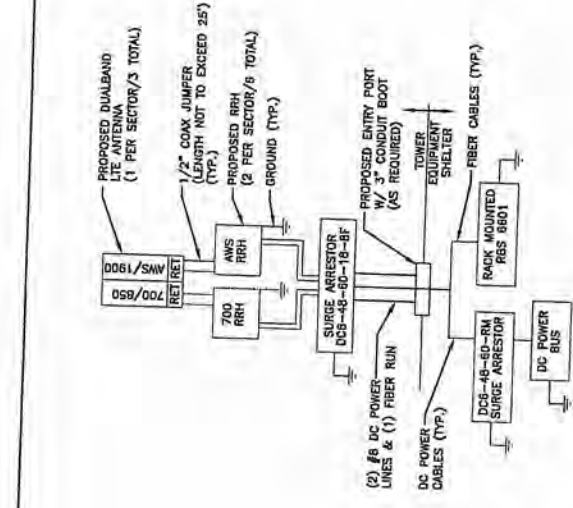 PROPOSED DUALBAND
LTE ANTENNA
(1 PER SECTOR/3 TOTAL)
700/850
AWS/1900
RET
RET
1/2" COAX JUMPER
(LENGTH NOT TO EXCEED 25')
(TYP.)
PROPOSED RRH
(2 PER SECTOR/6 TOTAL)
700
RRH
AWS
RRH
GROUND (TYP.)
SURGE ARRESTOR
DC6-48-60-18-8F
(2) #8 DC POWER
LINES & (1) FIBER RUN
PROPOSED ENTRY PORT
W/ 3" CONDUIT BOOT
(AS REQUIRED)
TOWER
EQUIPMENT
SHELTER
DC POWER
CABLES (TYP.)
FIBER CABLES (TYP.)
DC6-48-60-RM
SURGE ARRESTOR
RACK MOUNTED
RBS 6601
DC POWER
BUS